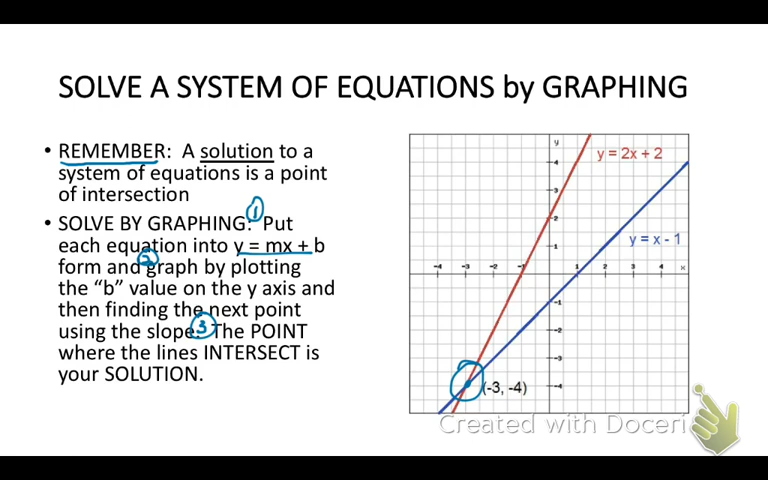 SOLVE A SYSTEM OF EQUATIONS by GRAPHING
• REMEMBER: A solution to a
system of equations is a point
of intersection
1
• SOLVE BY GRAPHING: Put
each equation into y = mx + b
2
form and graph by plotting
the “b” value on the y axis and
then finding the next point
3
using the slope. The POINT
where the lines INTERSECT is
your SOLUTION.
y
y = 2x + 2
4
3
2
y = x - 1
1
-4 -3 -2 -1 1 2 3 4 x
-1
-2
-3
-4
(-3, -4)
Created with Doceri